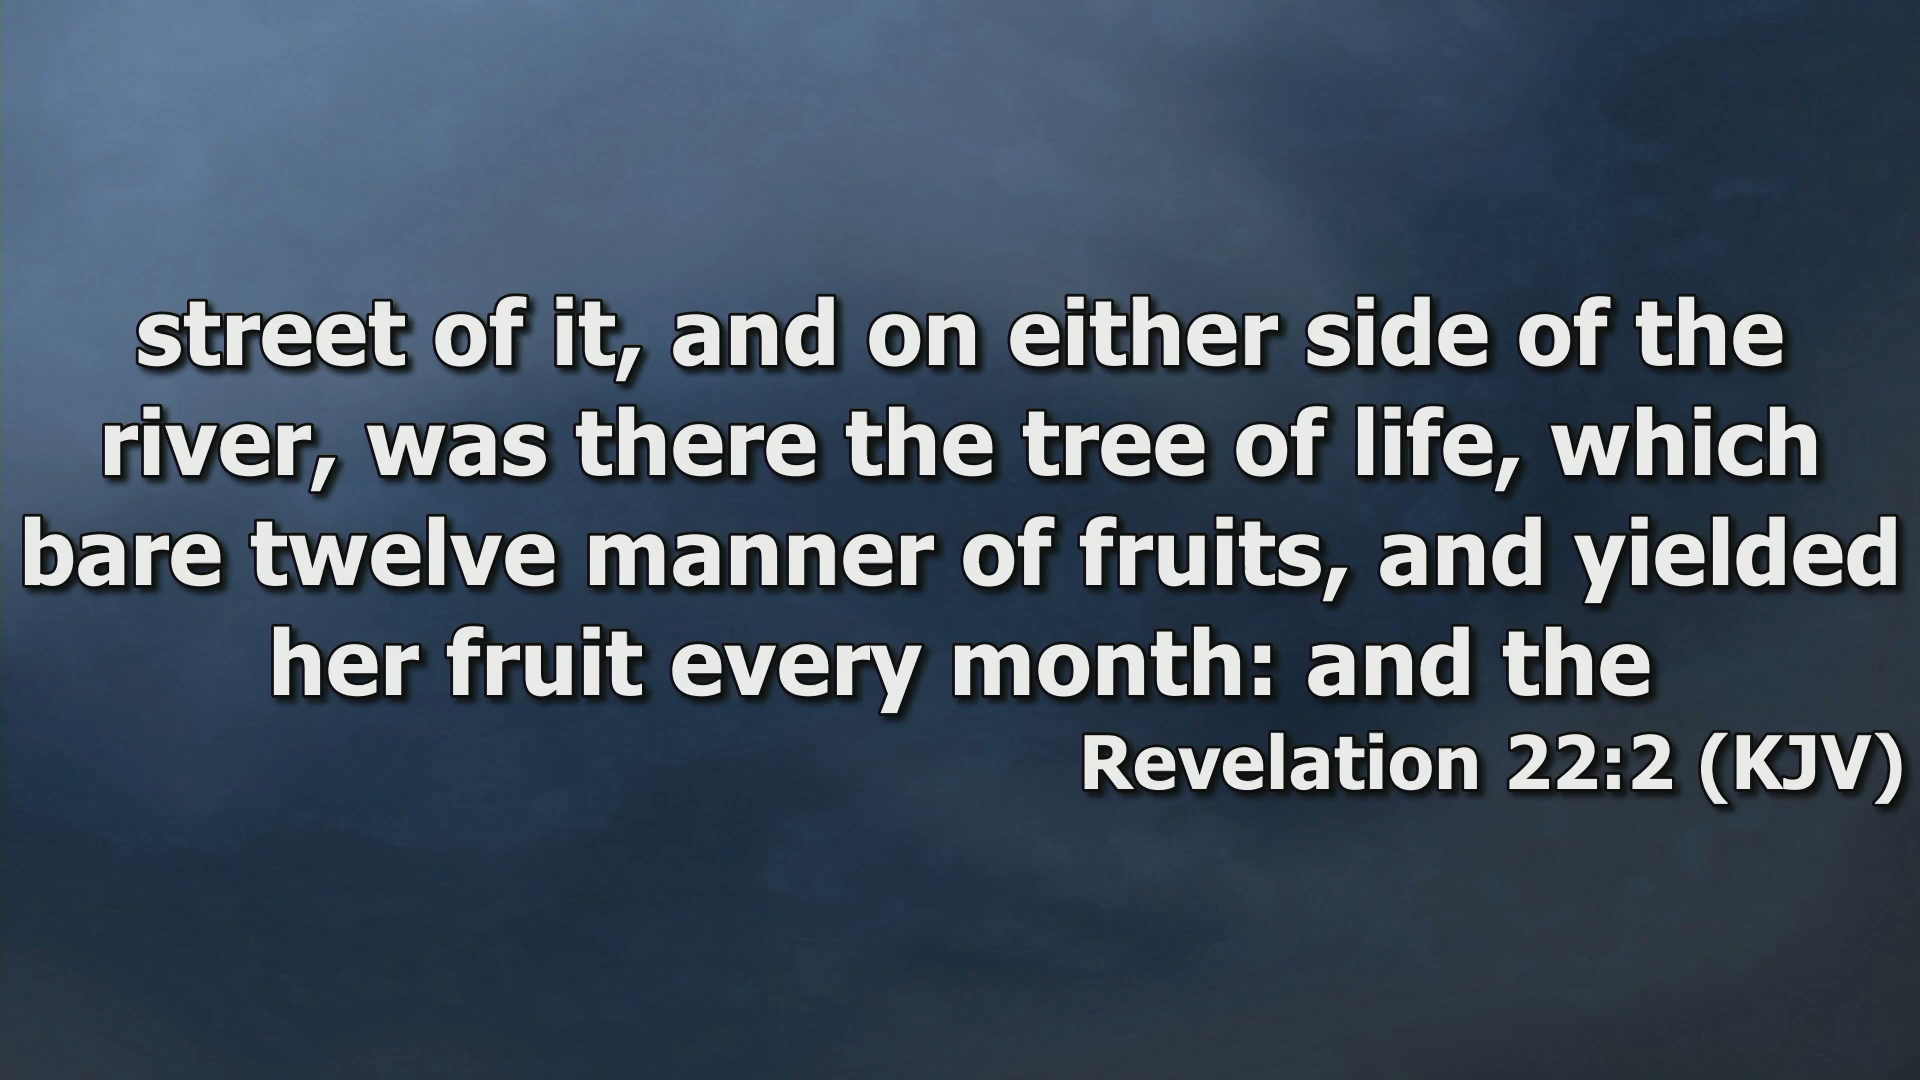 street of it, and on either side of the
river, was there the tree of life, which
bare twelve manner of fruits, and yielded
her fruit every month: and the
Revelation 22:2 (KJV)